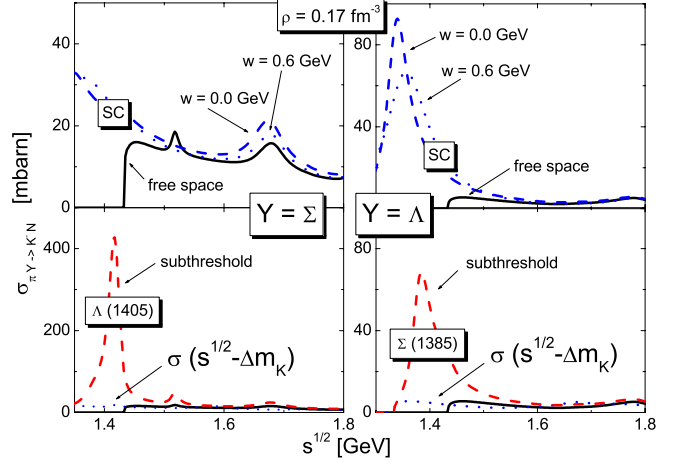 ρ = 0.17 fm⁻³
50
40
20
0
80
40
w = 0.6 GeV
w = 0.0 GeV
SC
free space
w = 0.0 GeV
w = 0.6 GeV
SC
free space
Y = Σ
Y = Λ
σ π Y -> K⁻ N [mbarn]
400
200
0
80
60
40
0
subthreshold
Λ (1405)
σ (s^1/2-Δm_K)
subthreshold
Σ (1385)
σ (s^1/2-Δm_K)
1.4
1.6
1.8
1.4
1.6
1.8
s^1/2 [GeV]